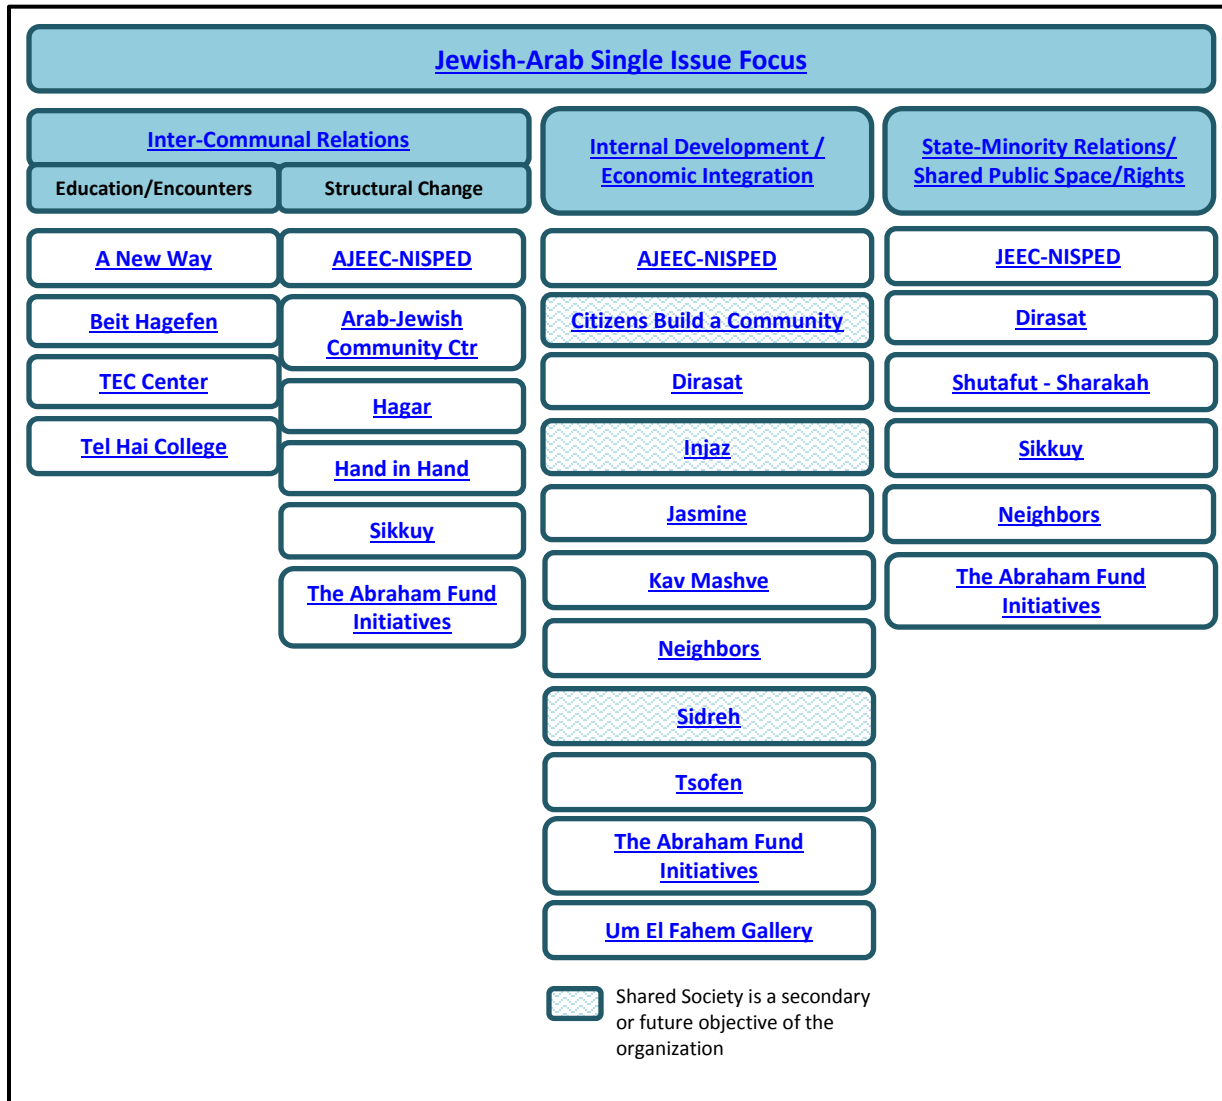 Jewish-Arab Single Issue Focus
Inter-Communal Relations
Education/Encounters
Structural Change
Internal Development /
Economic Integration
State-Minority Relations/
Shared Public Space/Rights
A New Way
Beit Hagefen
TEC Center
Tel Hai College
AJEEC-NISPED
Arab-Jewish
Community Ctr
Hagar
Hand in Hand
Sikkuy
The Abraham Fund
Initiatives
AJEEC-NISPED
Citizens Build a Community
Dirasat
Injaz
Jasmine
Kav Mashve
Neighbors
Sidreh
Tsofen
The Abraham Fund
Initiatives
Um El Fahem Gallery
JEEC-NISPED
Dirasat
Shutafut - Sharakah
Sikkuy
Neighbors
The Abraham Fund
Initiatives
Shared Society is a secondary
or future objective of the
organization